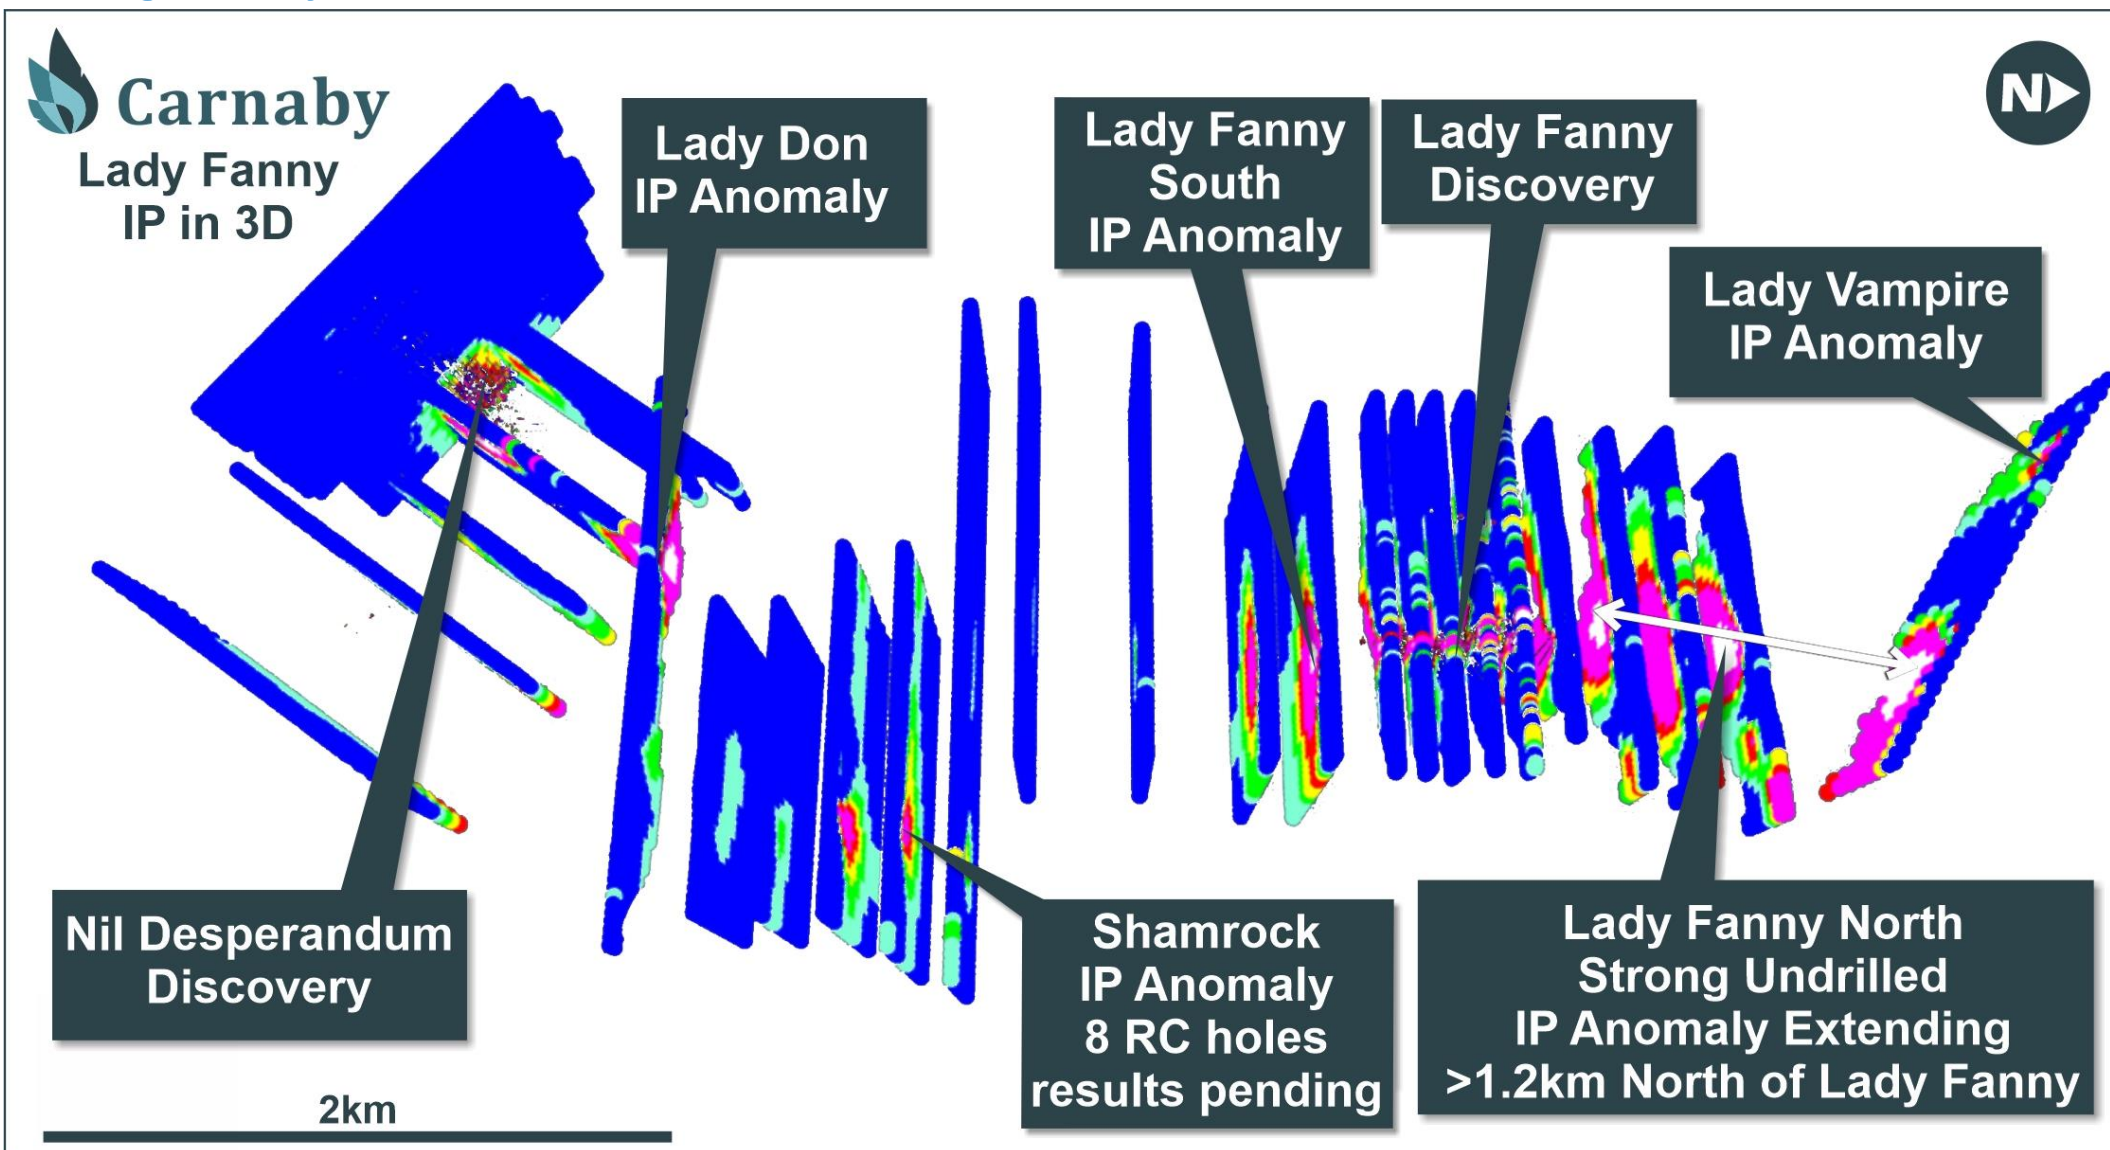 Carnaby
Lady Fanny
IP in 3D
Lady Don
IP Anomaly
Lady Fanny
South
IP Anomaly
Lady Fanny
Discovery
N
Lady Vampire
IP Anomaly
Nil Desperandum
Discovery
Shamrock
IP Anomaly
8 RC holes
results pending
Lady Fanny North
Strong Undrilled
IP Anomaly Extending
>1.2km North of Lady Fanny
2km